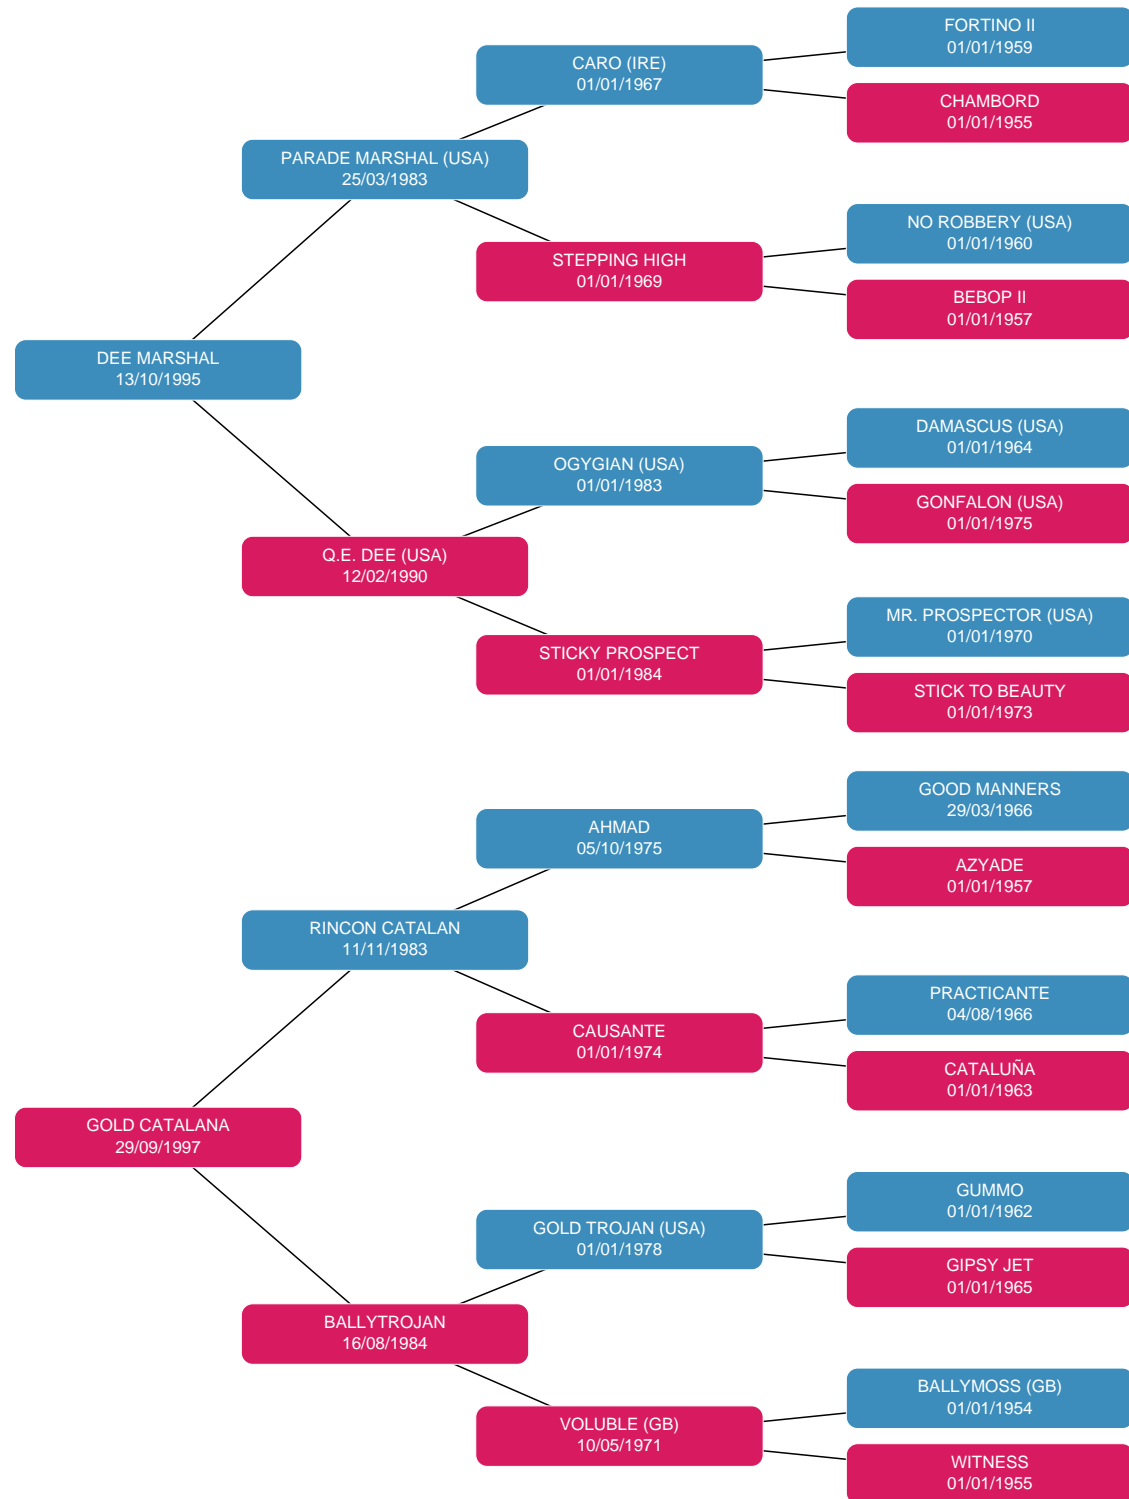 FORTINO II
01/01/1959
CARO (IRE)
01/01/1967
CHAMBORD
01/01/1955
PARADE MARSHAL (USA)
25/03/1983
NO ROBBERY (USA)
01/01/1960
STEPPING HIGH
01/01/1969
BEBOP II
01/01/1957
DEE MARSHAL
13/10/1995
DAMASCUS (USA)
01/01/1964
OGYGIAN (USA)
01/01/1983
GONFALON (USA)
01/01/1975
Q.E. DEE (USA)
12/02/1990
MR. PROSPECTOR (USA)
01/01/1970
STICKY PROSPECT
01/01/1984
STICK TO BEAUTY
01/01/1973
GOOD MANNERS
29/03/1966
AHMAD
05/10/1975
AZYADE
01/01/1957
RINCON CATALAN
11/11/1983
PRACTICANTE
04/08/1966
CAUSANTE
01/01/1974
CATALUÑA
01/01/1963
GOLD CATALANA
29/09/1997
GUMMO
01/01/1962
GOLD TROJAN (USA)
01/01/1978
GIPSY JET
01/01/1965
BALLYTROJAN
16/08/1984
BALLYMOSS (GB)
01/01/1954
VOLUBLE (GB)
10/05/1971
WITNESS
01/01/1955